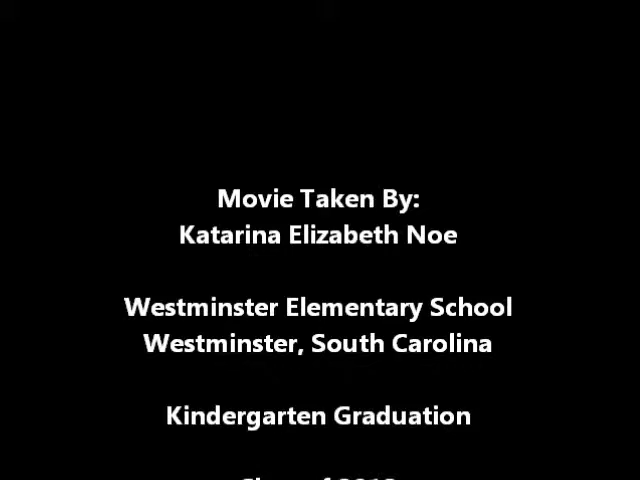 Movie Taken By:
Katarina Elizabeth Noe
Westminster Elementary School
Westminster, South Carolina
Kindergarten Graduation